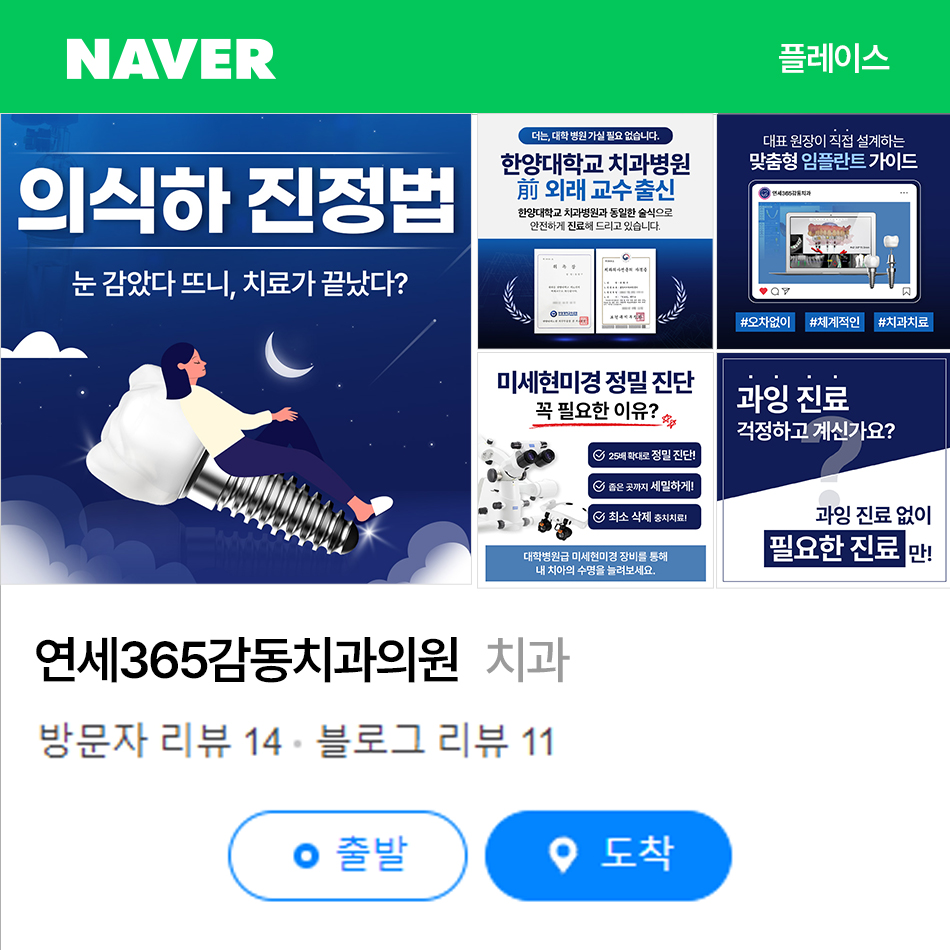 NAVER
플레이스
의식하 진정법
눈 감았다 뜨니, 치료가 끝났다?
더는, 대학 병원 가실 필요 없습니다.
한양대학교 치과병원
前 외래 교수 출신
한양대학교 치과병원과 동일한 술식으로
안전하게 진료해 드리고 있습니다.
대표 원장이 직접 설계하는
맞춤형 임플란트 가이드
연세365감동치과
#오차없이
#체계적인
#치과치료
미세현미경 정밀 진단
꼭 필요한 이유?
25배 확대로 정밀 진단!
좁은 곳까지 세밀하게!
최소 삭제 충치치료!
대학병원급 미세현미경 장비를 통해
내 치아의 수명을 늘려보세요.
과잉 진료
걱정하고 계신가요?
?
과잉 진료 없이
필요한 진료 만!
연세365감동치과의원 치과
방문자 리뷰 14 · 블로그 리뷰 11
출발
도착